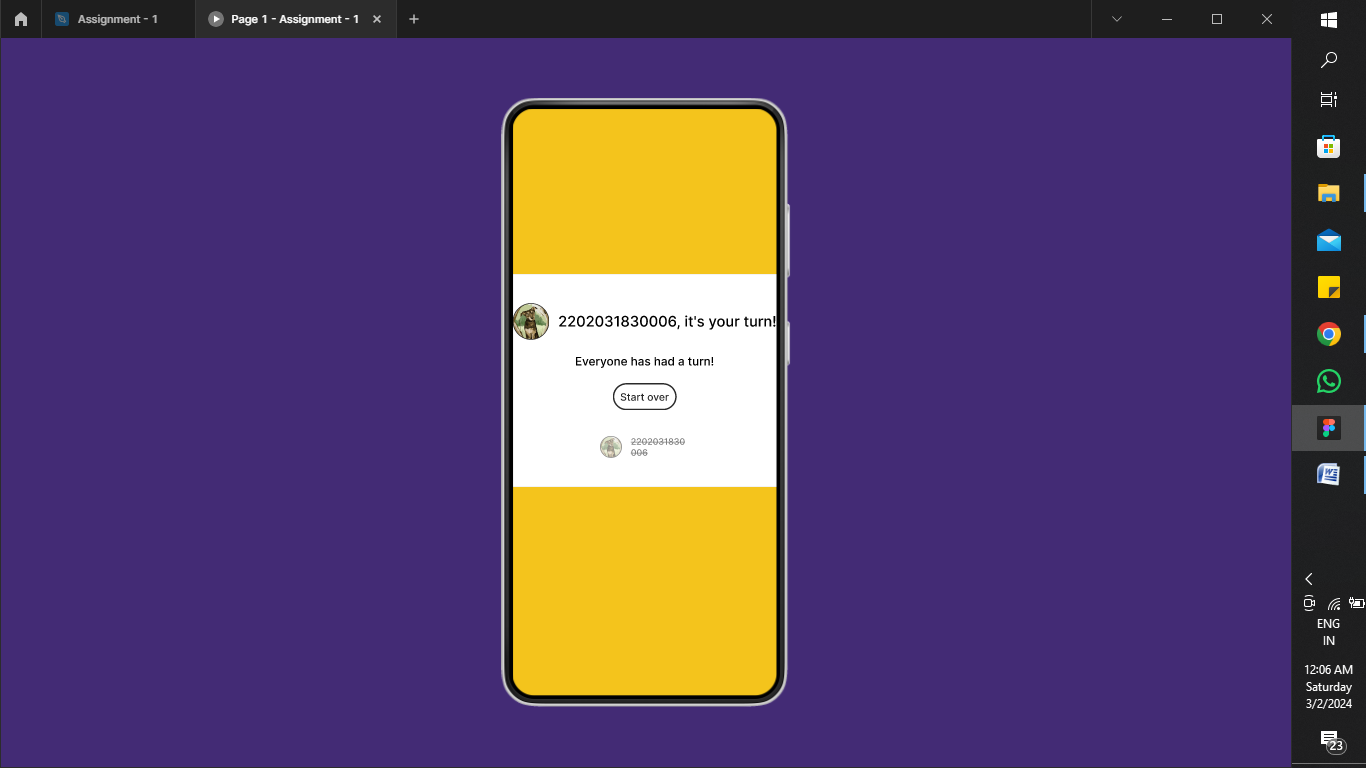 Assignment - 1
Page 1 - Assignment - 1
2202031830006, it's your turn!
Everyone has had a turn!
Start over
2202031830
006
ENG
IN
12:06 AM
Saturday
3/2/2024
23